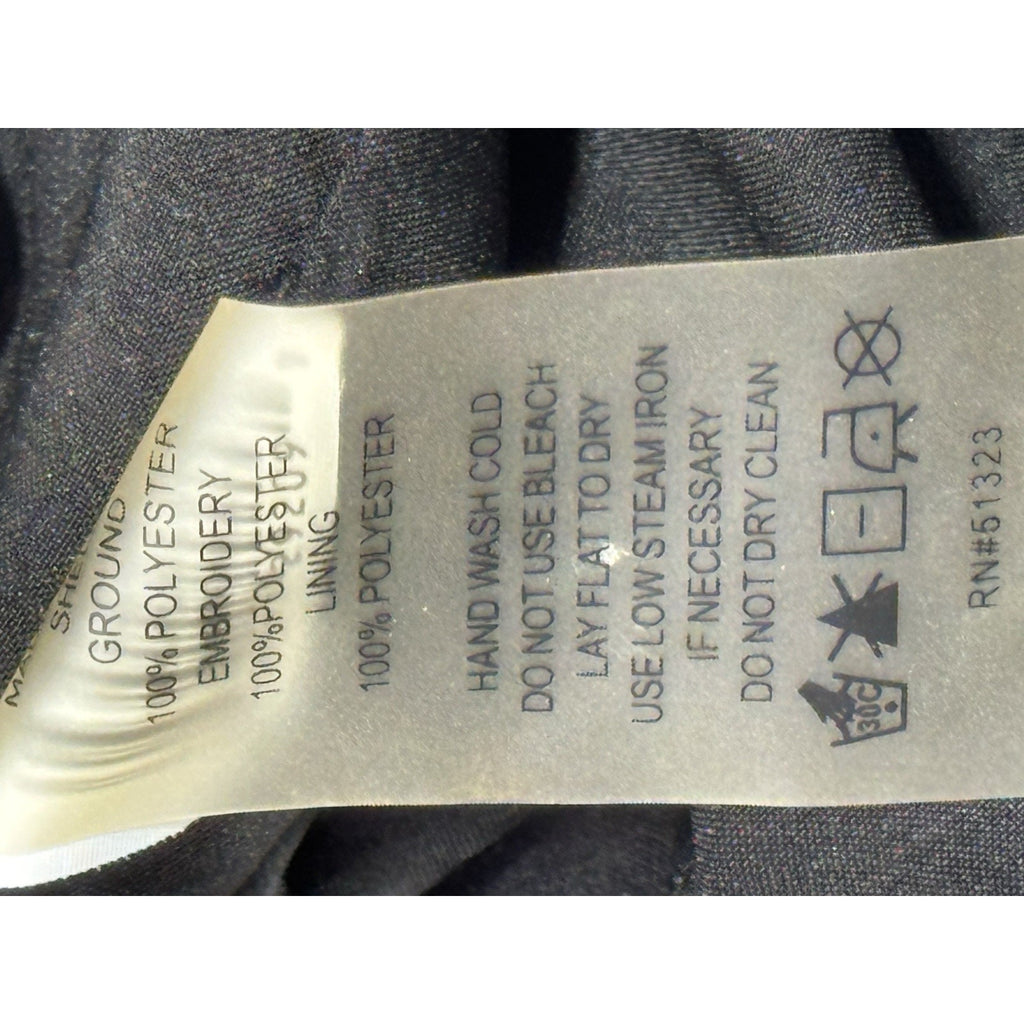 GROUND
100% POLYESTER
EMBROIDERY
100%POLYESTER
LINING
100% POLYESTER
HAND WASH COLD
DO NOT USE BLEACH
LAY FLAT TO DRY
USE LOW STEAM IRON
IF NECESSARY
DO NOT DRY CLEAN
30C
RN#51323